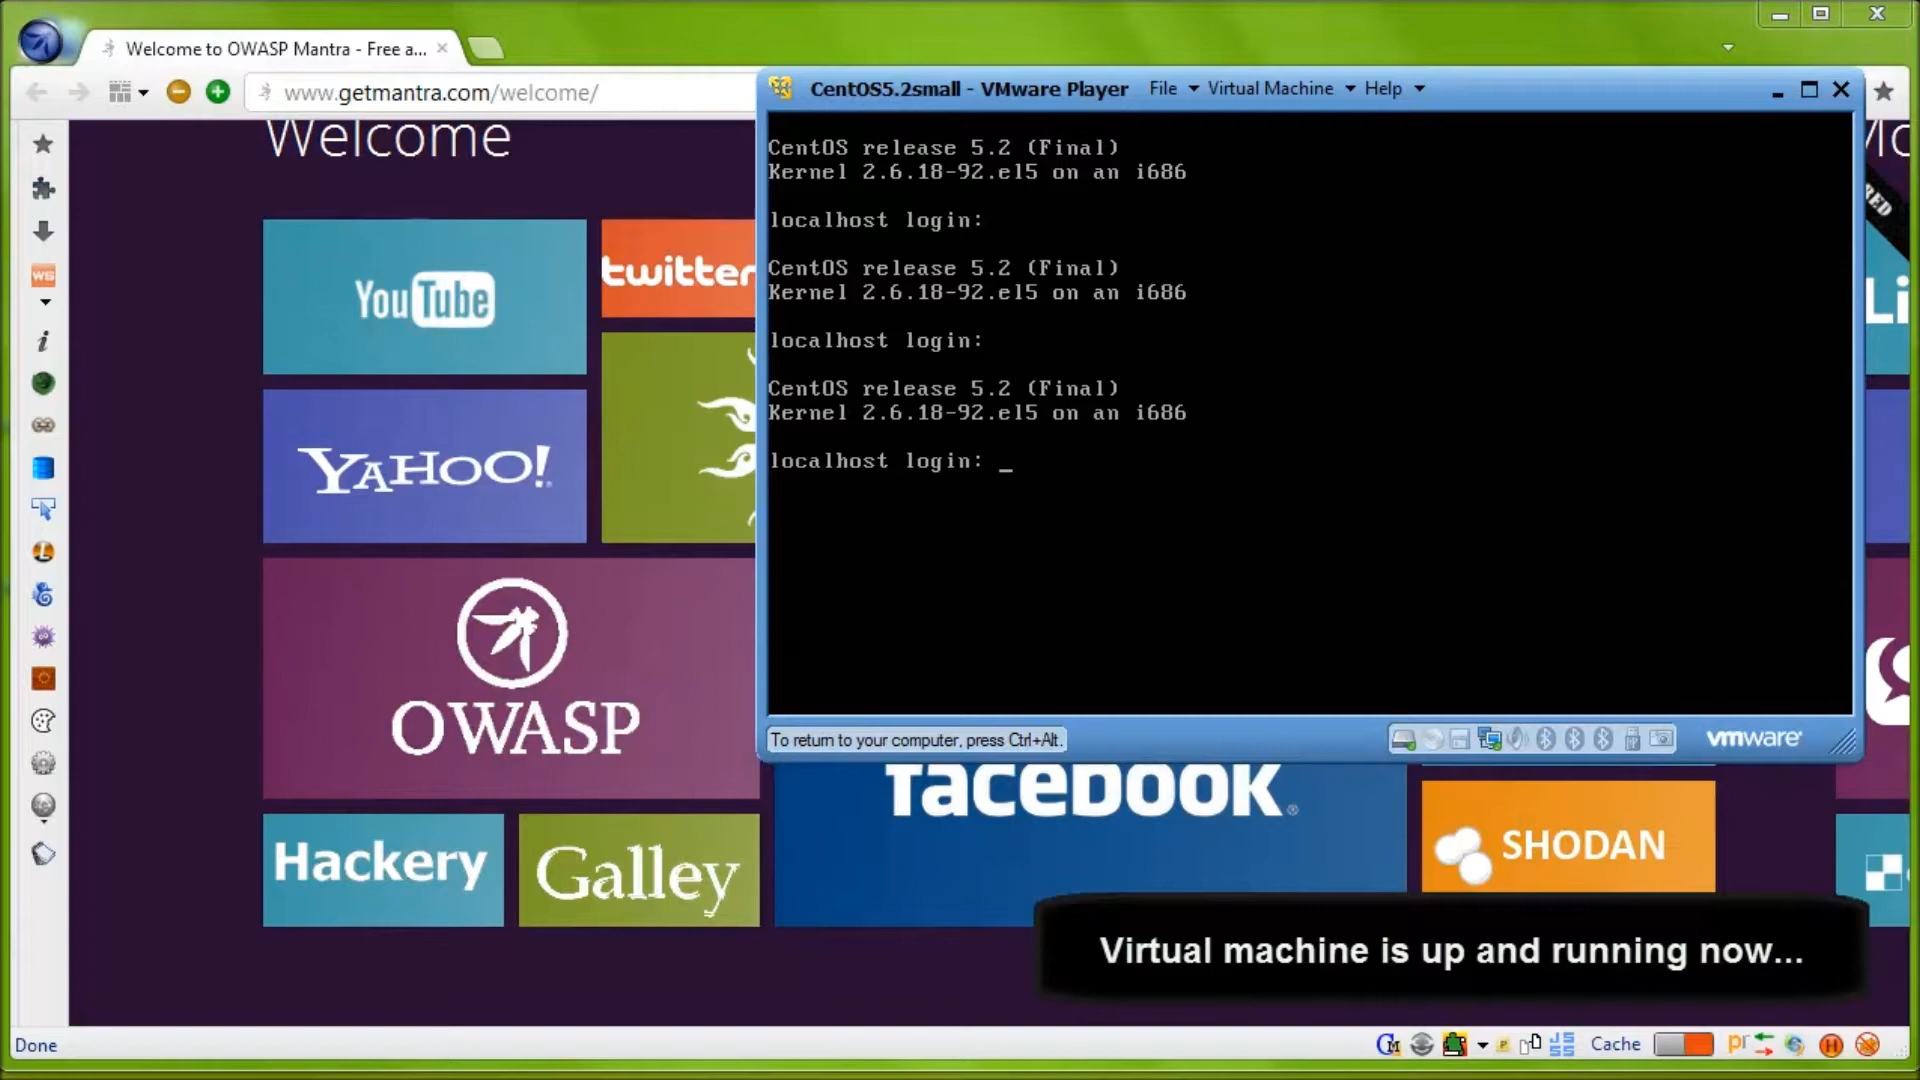 Welcome to OWASP Mantra - Free a...
www.getmantra.com/welcome/
Welcome
YouTube
twitter
YAHOO!
OWASP
Hackery
Galley
facebook
SHODAN
Li
WS
CentOS5.2small - VMware Player File Virtual Machine Help
CentOS release 5.2 (Final)
Kernel 2.6.18-92.el5 on an i686
localhost login:
CentOS release 5.2 (Final)
Kernel 2.6.18-92.el5 on an i686
localhost login:
CentOS release 5.2 (Final)
Kernel 2.6.18-92.el5 on an i686
localhost login: _
To return to your computer, press Ctrl+Alt.
vmware
Virtual machine is up and running now...
Done
Cache